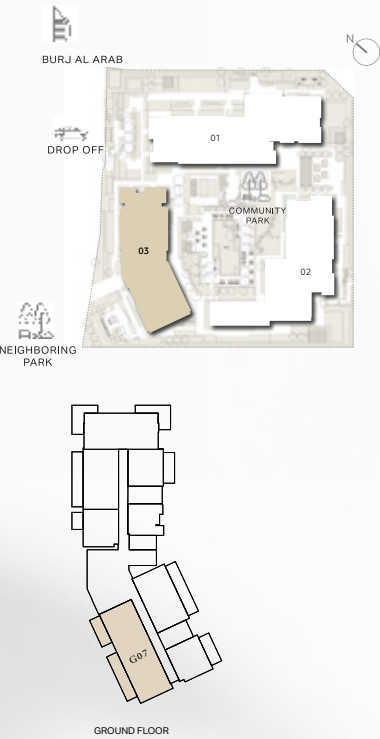 N
BURJ AL ARAB
01
DROP OFF
COMMUNITY
PARK
03
02
NEIGHBORING
PARK
G07
GROUND FLOOR